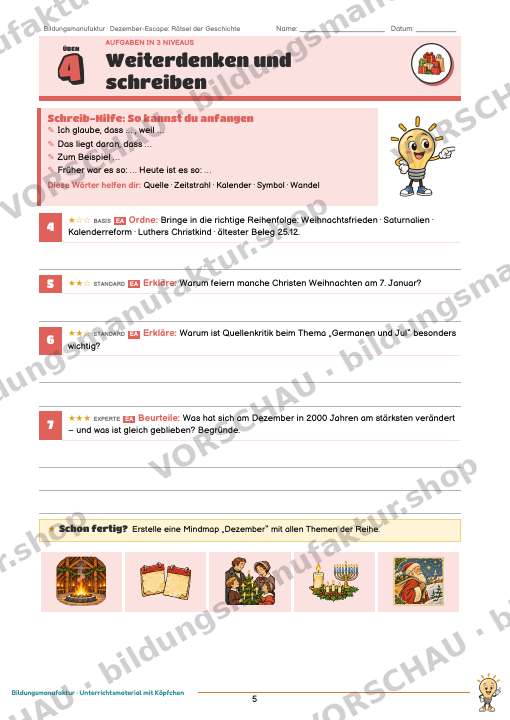 Bildungsmanufaktur · Dezember-Escape: Rätsel der Geschichte Name: Datum:
ÜBEN
4
AUFGABEN IN 3 NIVEAUS
Weiterdenken und
schreiben
Schreib-Hilfe: So kannst du anfangen
✎ Ich glaube, dass …, weil …
✎ Das liegt daran, dass …
✎ Zum Beispiel …
✎ Früher war es so: … Heute ist es so: …
Diese Wörter helfen dir: Quelle · Zeitstrahl · Kalender · Symbol · Wandel
4 ★☆☆ BASIS EA Ordne: Bringe in die richtige Reihenfolge: Weihnachtsfrieden · Saturnalien ·
Kalenderreform · Luthers Christkind · ältester Beleg 25.12.
5 ★★☆ STANDARD EA Erkläre: Warum feiern manche Christen Weihnachten am 7. Januar?
6 ★★☆ STANDARD EA Erkläre: Warum ist Quellenkritik beim Thema „Germanen und Jul“ besonders
wichtig?
7 ★★★ EXPERTE EA Beurteile: Was hat sich am Dezember in 2000 Jahren am stärksten verändert
– und was ist gleich geblieben? Begründe.
★ Schon fertig? Erstelle eine Mindmap „Dezember“ mit allen Themen der Reihe.
Bildungsmanufaktur · Unterrichtsmaterial mit Köpfchen
5
VORSCHAU · bildungsmanufaktur.shop